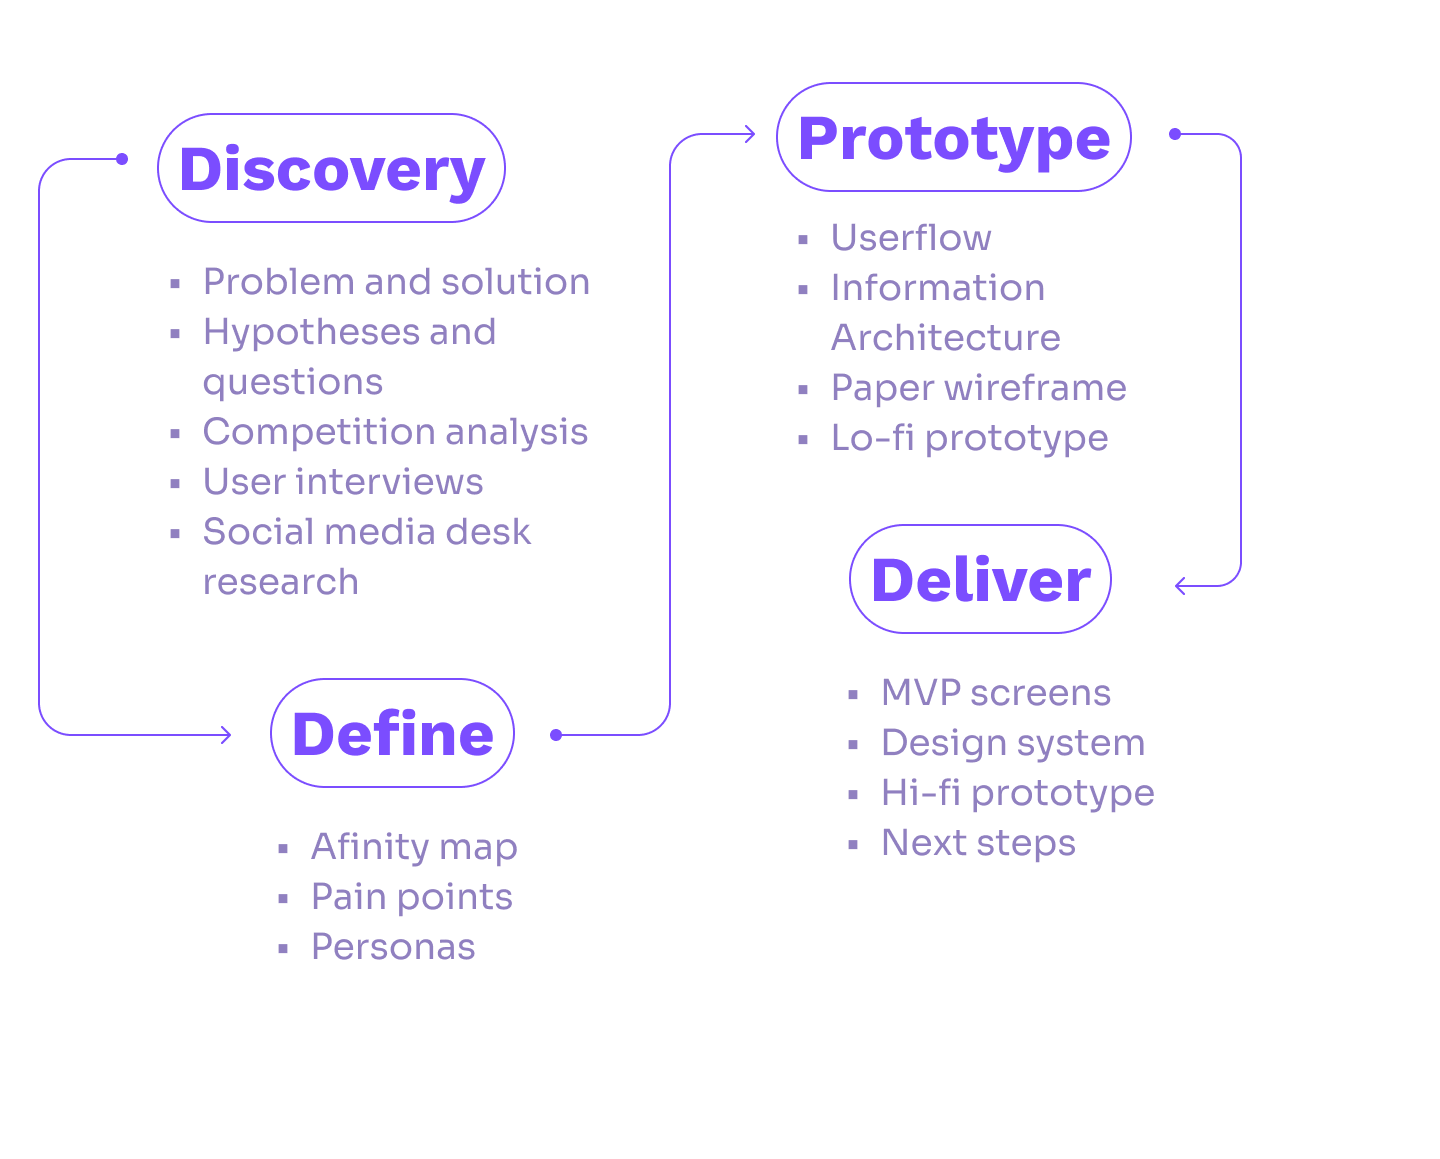 Discovery
▪ Problem and solution
▪ Hypotheses and
questions
▪ Competition analysis
▪ User interviews
▪ Social media desk
research
Define
▪ Afinity map
▪ Pain points
▪ Personas
Prototype
▪ Userflow
▪ Information
Architecture
▪ Paper wireframe
▪ Lo-fi prototype
Deliver
▪ MVP screens
▪ Design system
▪ Hi-fi prototype
▪ Next steps